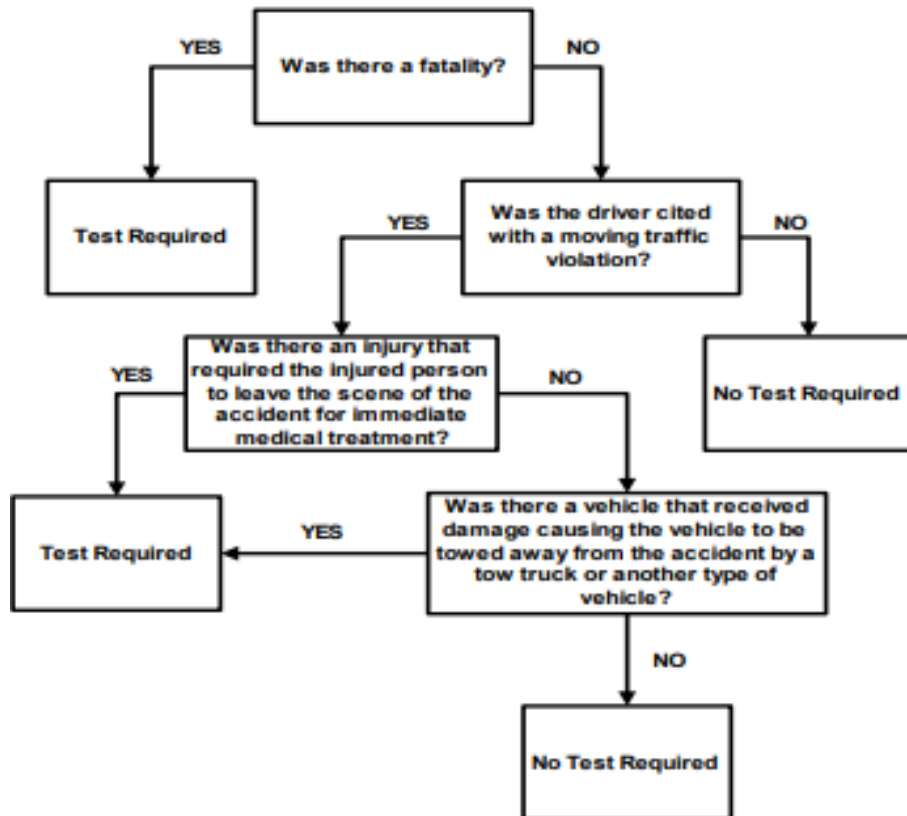 YES
NO
Was there a fatality?
Test Required
YES
Was the driver cited
with a moving traffic
violation?
NO
YES
Was there an injury that
required the injured person
to leave the scene of the
accident for immediate
medical treatment?
NO
No Test Required
Test Required
YES
Was there a vehicle that received
damage causing the vehicle to be
towed away from the accident by a
tow truck or another type of
vehicle?
NO
No Test Required